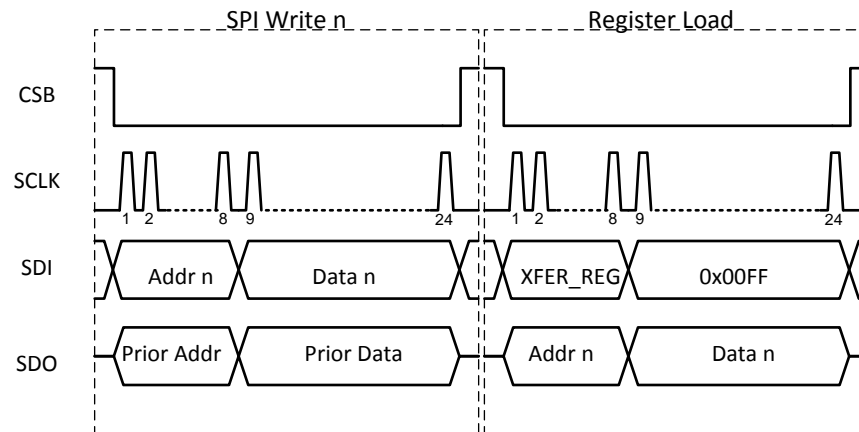 SPI Write n Register Load
CSB
SCLK
1 2 8 9 24 1 2 8 9 24
SDI Addr n Data n XFER_REG 0x00FF
SDO Prior Addr Prior Data Addr n Data n